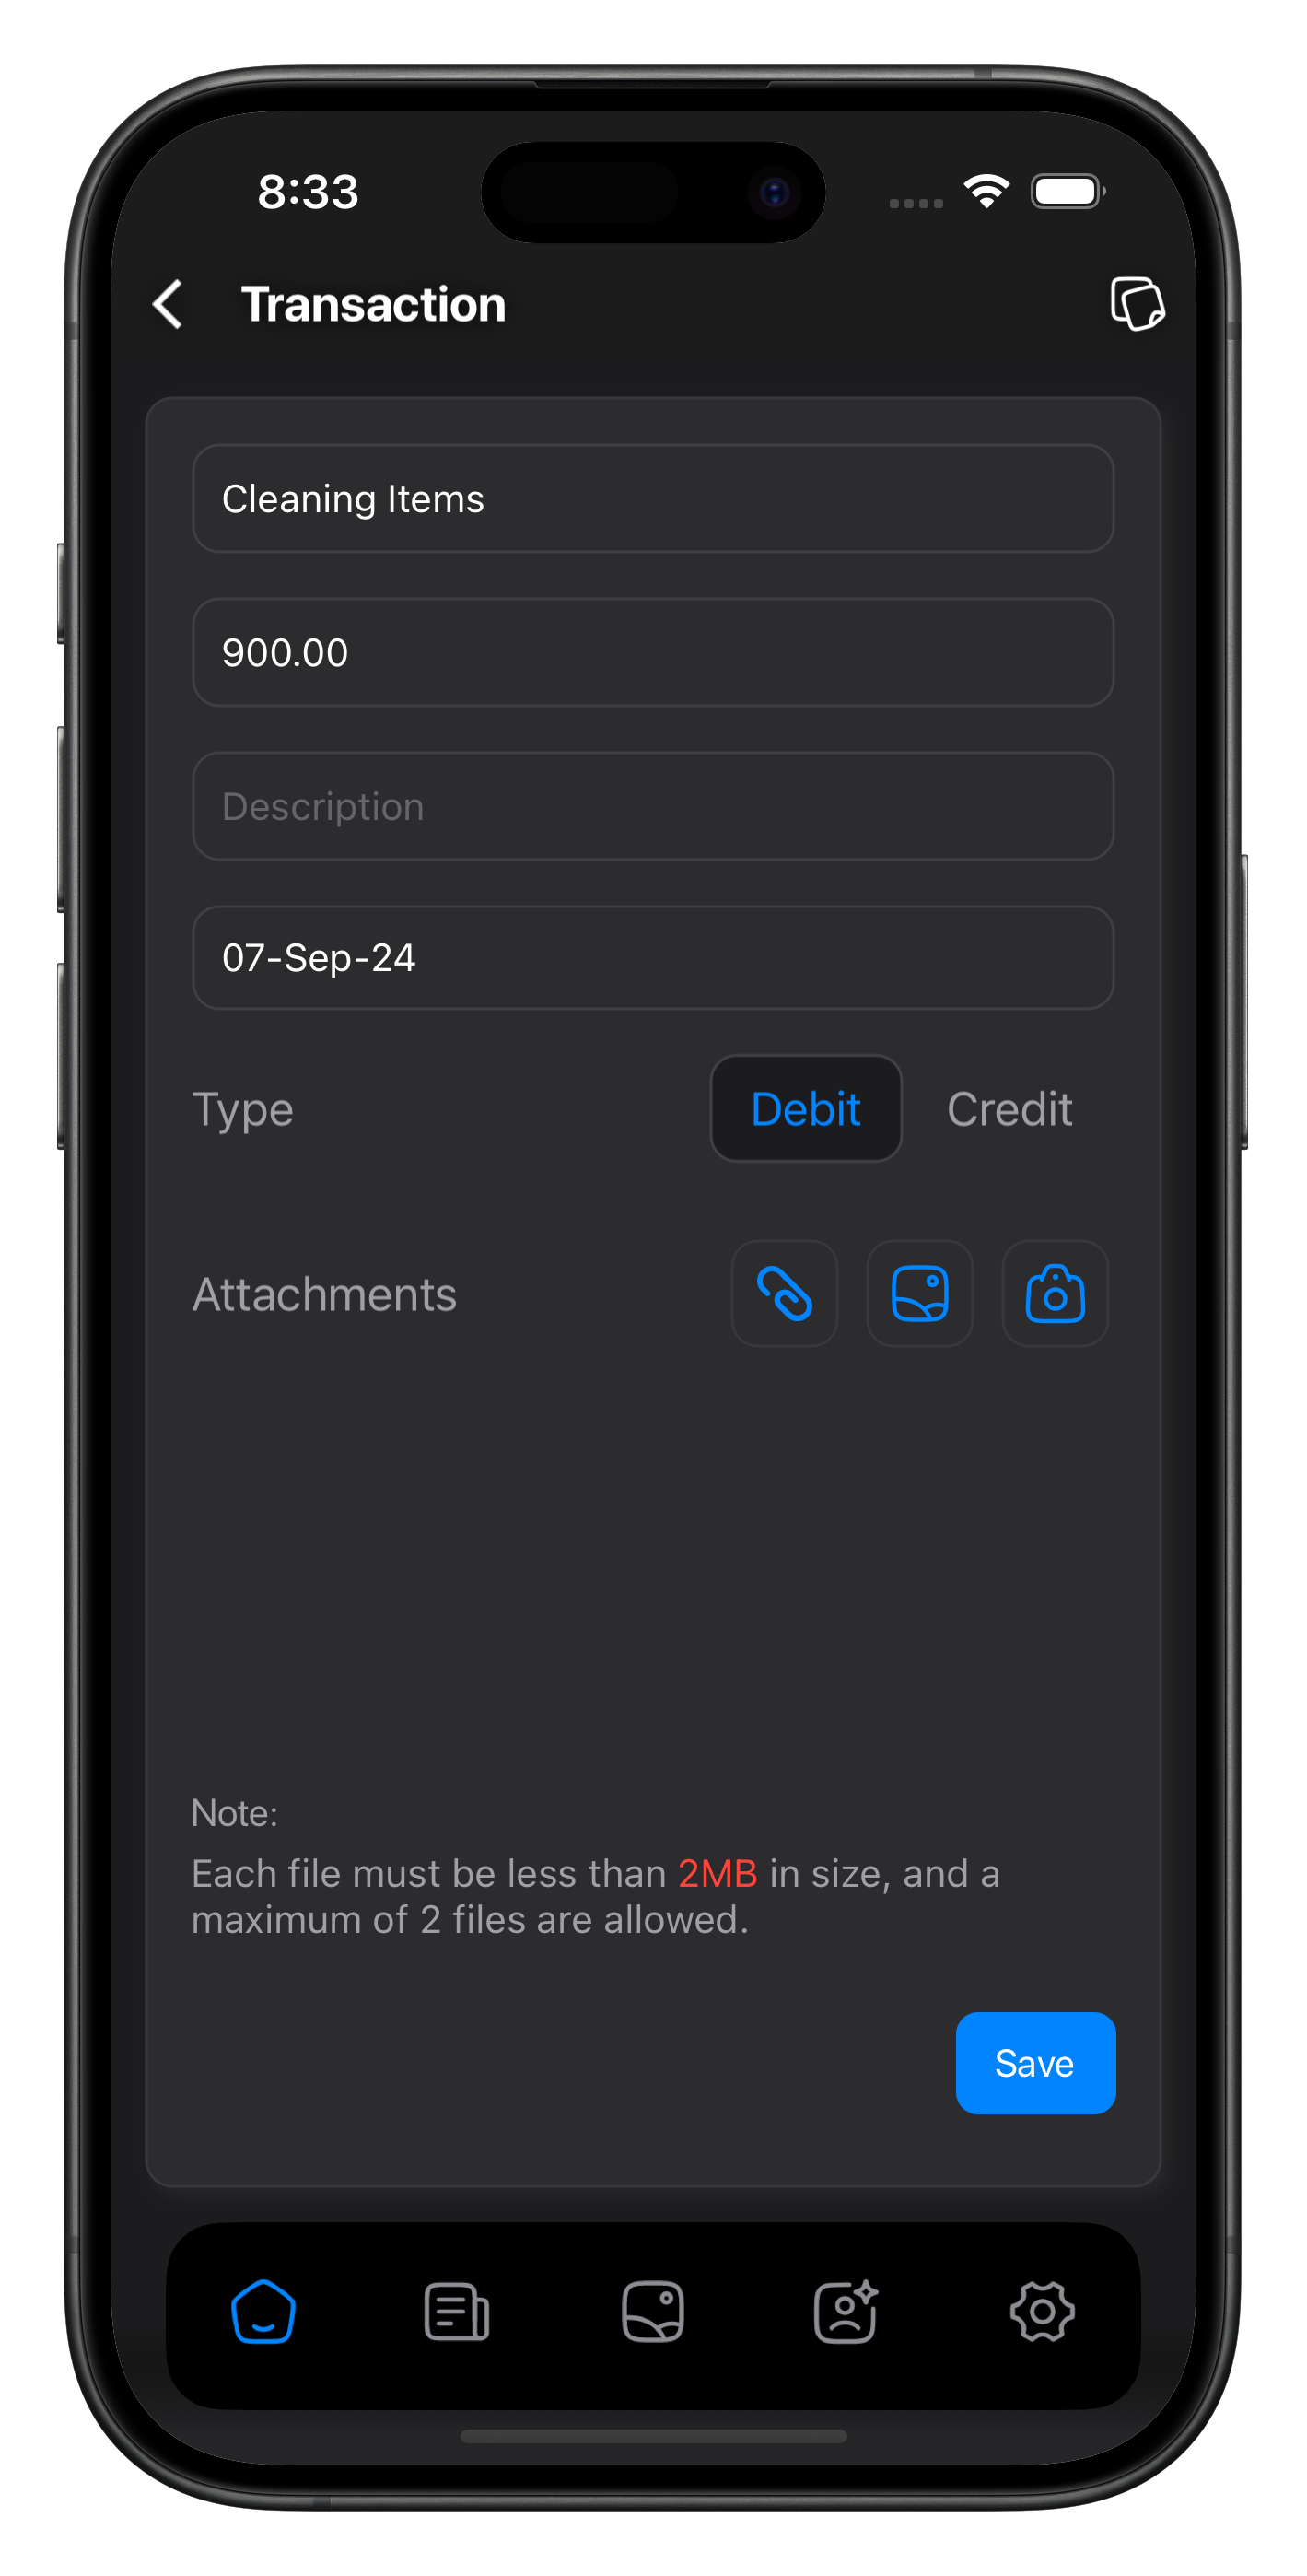 8:33
Transaction
Cleaning Items
900.00
Description
07-Sep-24
Type
Debit
Credit
Attachments
Note:
Each file must be less than 2MB in size, and a
maximum of 2 files are allowed.
Save